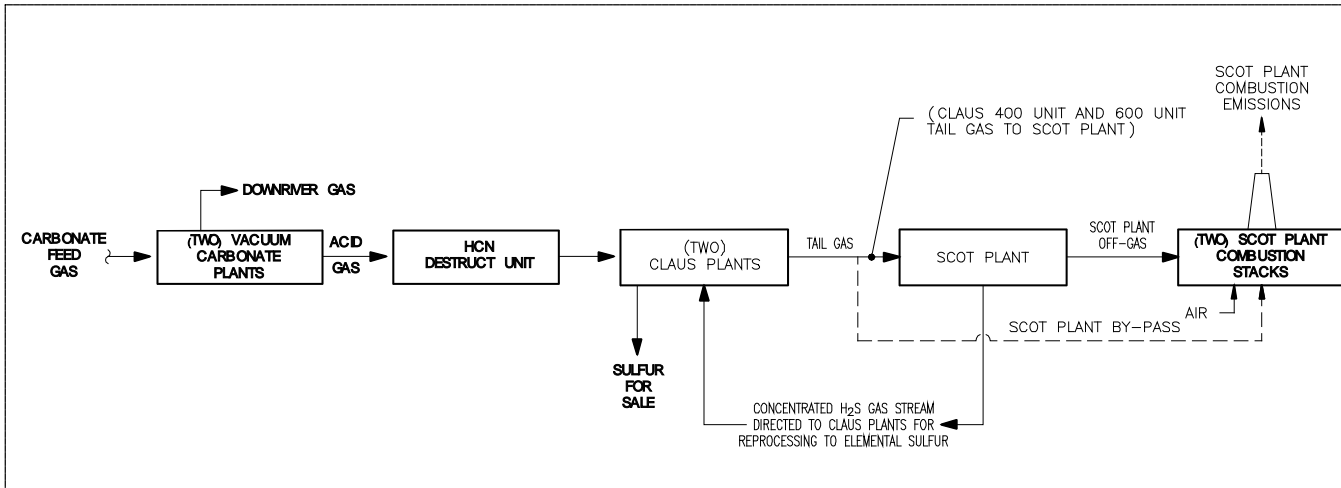 SCOT PLANT
COMBUSTION
EMISSIONS
(CLAUS 400 UNIT AND 600 UNIT
TAIL GAS TO SCOT PLANT)
DOWNRIVER GAS
CARBONATE
FEED
GAS
(TWO) VACUUM
CARBONATE
PLANTS
ACID
GAS
HCN
DESTRUCT UNIT
(TWO)
CLAUS PLANTS
TAIL GAS
SCOT PLANT
SCOT PLANT
OFF-GAS
(TWO) SCOT PLANT
COMBUSTION
STACKS
AIR
SCOT PLANT BY-PASS
SULFUR
FOR
SALE
CONCENTRATED H₂S GAS STREAM
DIRECTED TO CLAUS PLANTS FOR
REPROCESSING TO ELEMENTAL SULFUR